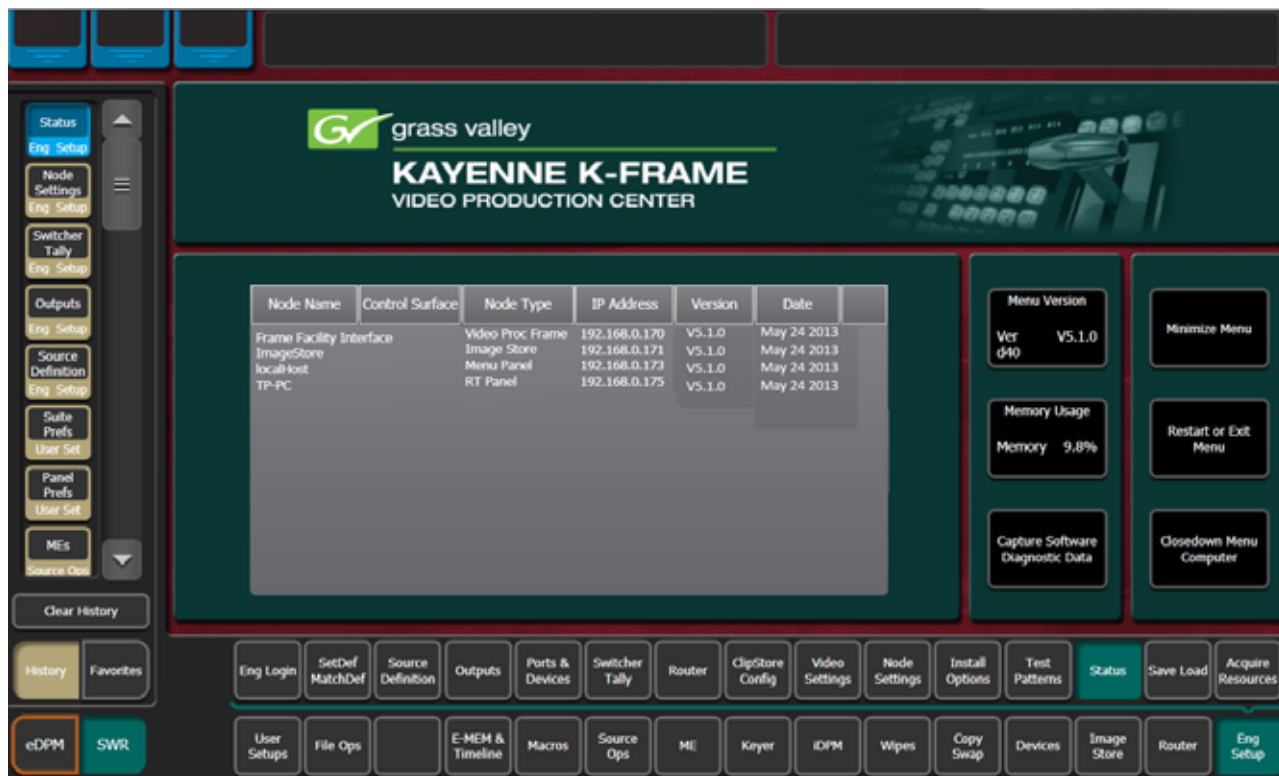 grass valley
KAYENNE K-FRAME
VIDEO PRODUCTION CENTER
Status
Eng Setup
Node
Settings
Eng Setup
Switcher
Tally
Eng Setup
Outputs
Eng Setup
Source
Definition
Eng Setup
Suite
Prefs
User Set
Panel
Prefs
User Set
MEs
Source Ops
Clear History
History Favorites
eDPM SWR
Node Name Control Surface Node Type IP Address Version Date
Frame Facility Interface Video Proc Frame 192.168.0.170 V5.1.0 May 24 2013
ImageStore Image Store 192.168.0.171 V5.1.0 May 24 2013
localHost Menu Panel 192.168.0.173 V5.1.0 May 24 2013
TP-PC RT Panel 192.168.0.175 V5.1.0 May 24 2013
Menu Version
Ver V5.1.0
d40
Memory Usage
Memory 9.8%
Capture Software
Diagnostic Data
Minimize Menu
Restart or Exit
Menu
Closedown Menu
Computer
Eng Login
SetDef
MatchDef
Source
Definition
Outputs
Ports &
Devices
Switcher
Tally
Router
ClipStore
Config
Video
Settings
Node
Settings
Install
Options
Test
Patterns
Status
Save Load
Acquire
Resources
User
Setups
File Ops
E-MEM &
Timeline
Macros
Source
Ops
ME
Keyer
iDPM
Wipes
Copy
Swap
Devices
Image
Store
Router
Eng
Setup